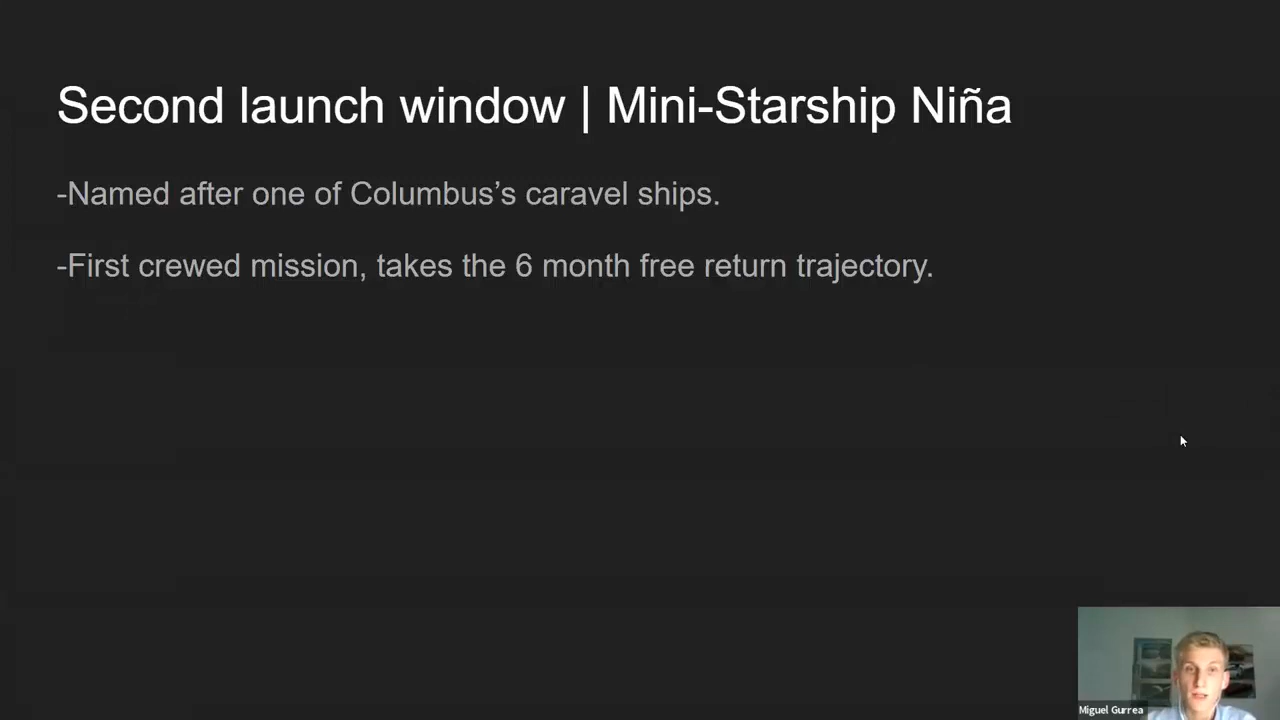 Second launch window | Mini-Starship Niña
-Named after one of Columbus’s caravel ships.
-First crewed mission, takes the 6 month free return trajectory.
Miguel Gurrea